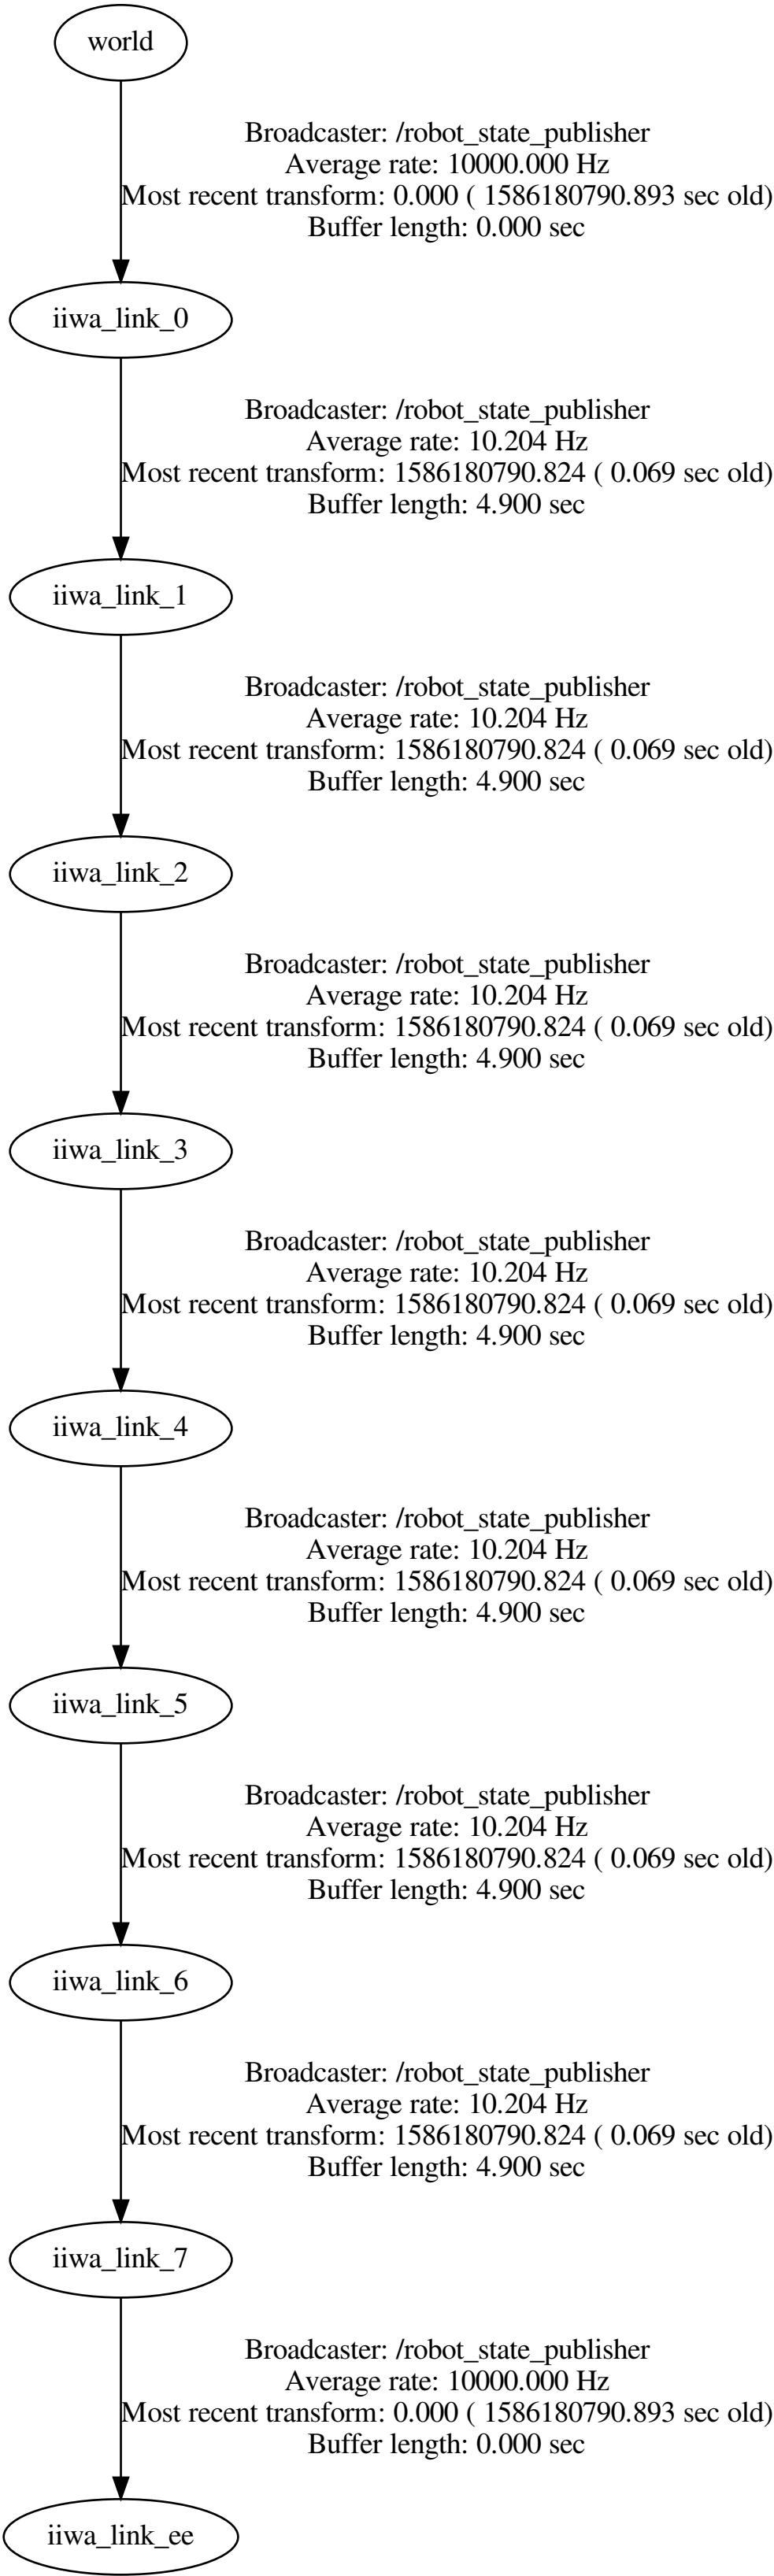 world
Broadcaster: /robot_state_publisher
Average rate: 10000.000 Hz
Most recent transform: 0.000 ( 1586180790.893 sec old)
Buffer length: 0.000 sec
iiwa_link_0
Broadcaster: /robot_state_publisher
Average rate: 10.204 Hz
Most recent transform: 1586180790.824 ( 0.069 sec old)
Buffer length: 4.900 sec
iiwa_link_1
Broadcaster: /robot_state_publisher
Average rate: 10.204 Hz
Most recent transform: 1586180790.824 ( 0.069 sec old)
Buffer length: 4.900 sec
iiwa_link_2
Broadcaster: /robot_state_publisher
Average rate: 10.204 Hz
Most recent transform: 1586180790.824 ( 0.069 sec old)
Buffer length: 4.900 sec
iiwa_link_3
Broadcaster: /robot_state_publisher
Average rate: 10.204 Hz
Most recent transform: 1586180790.824 ( 0.069 sec old)
Buffer length: 4.900 sec
iiwa_link_4
Broadcaster: /robot_state_publisher
Average rate: 10.204 Hz
Most recent transform: 1586180790.824 ( 0.069 sec old)
Buffer length: 4.900 sec
iiwa_link_5
Broadcaster: /robot_state_publisher
Average rate: 10.204 Hz
Most recent transform: 1586180790.824 ( 0.069 sec old)
Buffer length: 4.900 sec
iiwa_link_6
Broadcaster: /robot_state_publisher
Average rate: 10.204 Hz
Most recent transform: 1586180790.824 ( 0.069 sec old)
Buffer length: 4.900 sec
iiwa_link_7
Broadcaster: /robot_state_publisher
Average rate: 10000.000 Hz
Most recent transform: 0.000 ( 1586180790.893 sec old)
Buffer length: 0.000 sec
iiwa_link_ee